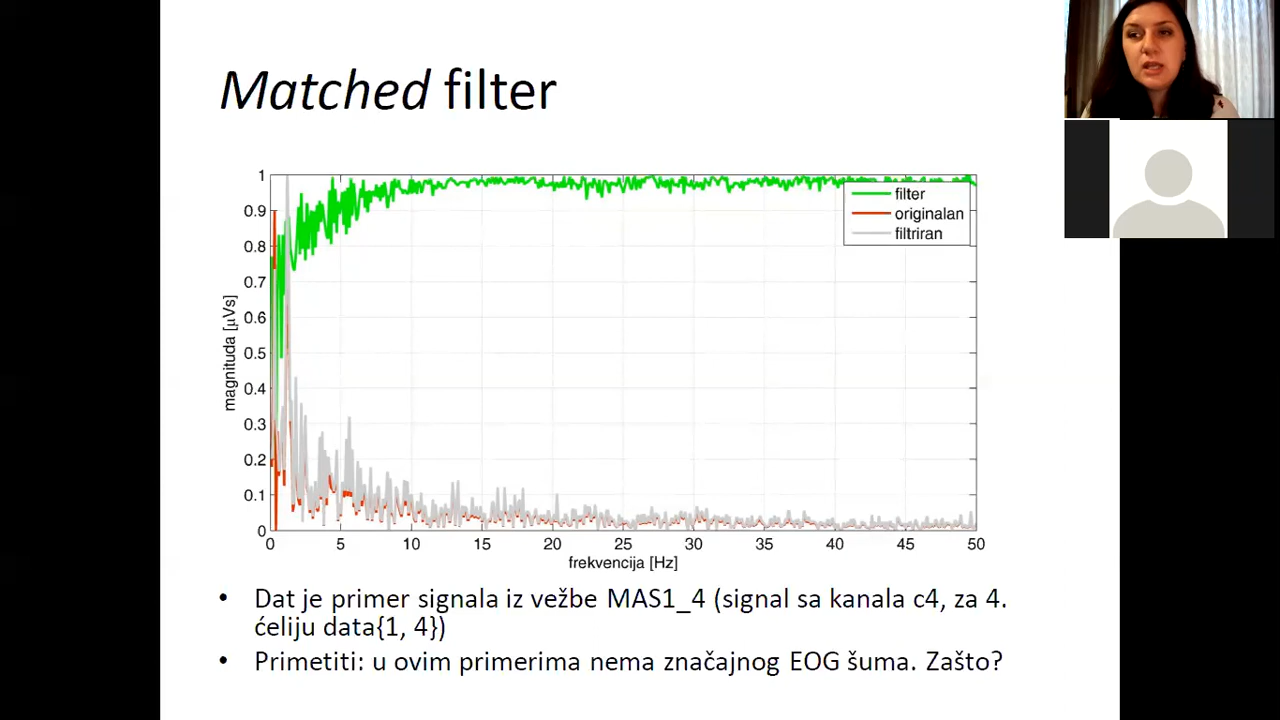 Matched filter
1
0.9
0.8
0.7
0.6
0.5
0.4
0.3
0.2
0.1
0
magnituda [μVs]
filter
originalan
filtriran
0 5 10 15 20 25 30 35 40 45 50
frekvencija [Hz]
• Dat je primer signala iz vežbe MAS1_4 (signal sa kanala c4, za 4.
ćeliju data{1, 4})
• Primetiti: u ovim primerima nema značajnog EOG šuma. Zašto?